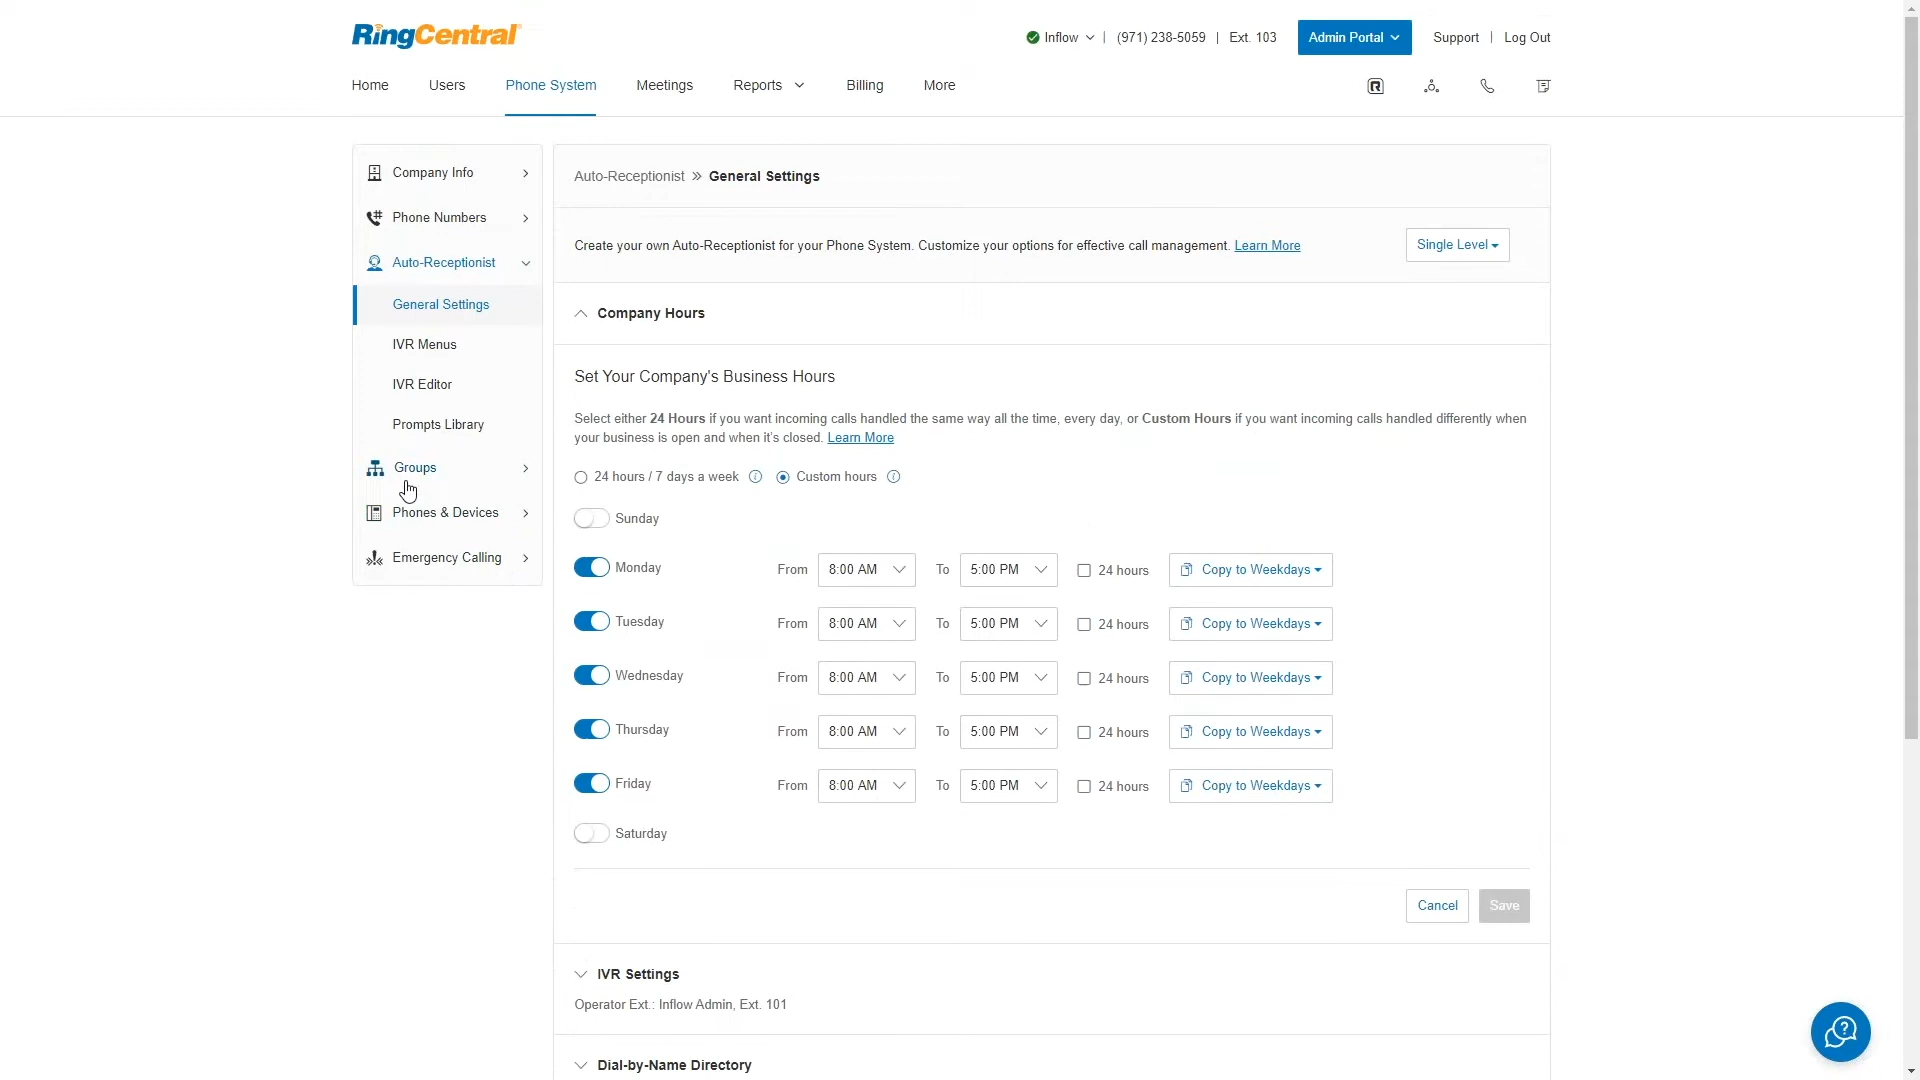 RingCentral
Inflow | (971) 238-5059 | Ext. 103 Admin Portal Support | Log Out
Home Users Phone System Meetings Reports Billing More
Company Info
Phone Numbers
Auto-Receptionist
General Settings
IVR Menus
IVR Editor
Prompts Library
Groups
Phones & Devices
Emergency Calling
Auto-Receptionist » General Settings
Create your own Auto-Receptionist for your Phone System. Customize your options for effective call management. Learn More
Single Level
Company Hours
Set Your Company's Business Hours
Select either 24 Hours if you want incoming calls handled the same way all the time, every day, or Custom Hours if you want incoming calls handled differently when
your business is open and when it's closed. Learn More
24 hours / 7 days a week Custom hours
Sunday
Monday From 8:00 AM To 5:00 PM 24 hours Copy to Weekdays
Tuesday From 8:00 AM To 5:00 PM 24 hours Copy to Weekdays
Wednesday From 8:00 AM To 5:00 PM 24 hours Copy to Weekdays
Thursday From 8:00 AM To 5:00 PM 24 hours Copy to Weekdays
Friday From 8:00 AM To 5:00 PM 24 hours Copy to Weekdays
Saturday
Cancel Save
IVR Settings
Operator Ext.: Inflow Admin, Ext. 101
Dial-by-Name Directory